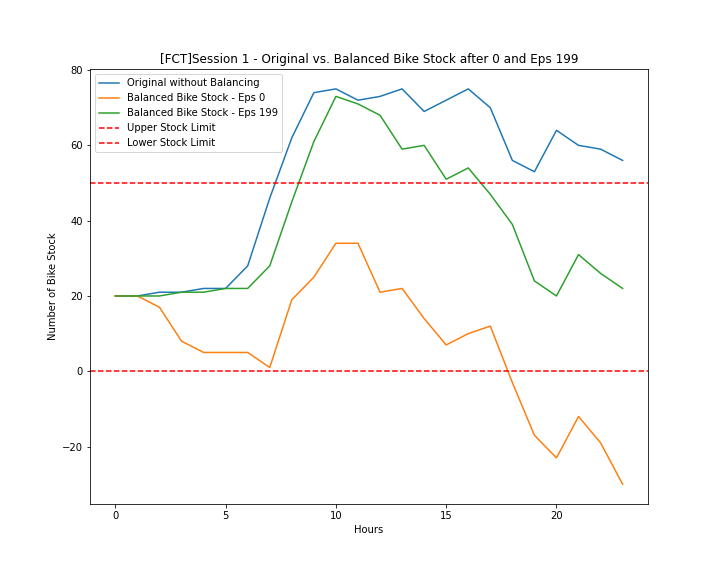 [FCT]Session 1 - Original vs. Balanced Bike Stock after 0 and Eps 199
80
60
40
20
0
−20
Number of Bike Stock
Original without Balancing
Balanced Bike Stock - Eps 0
Balanced Bike Stock - Eps 199
Upper Stock Limit
Lower Stock Limit
0
5
10
15
20
Hours